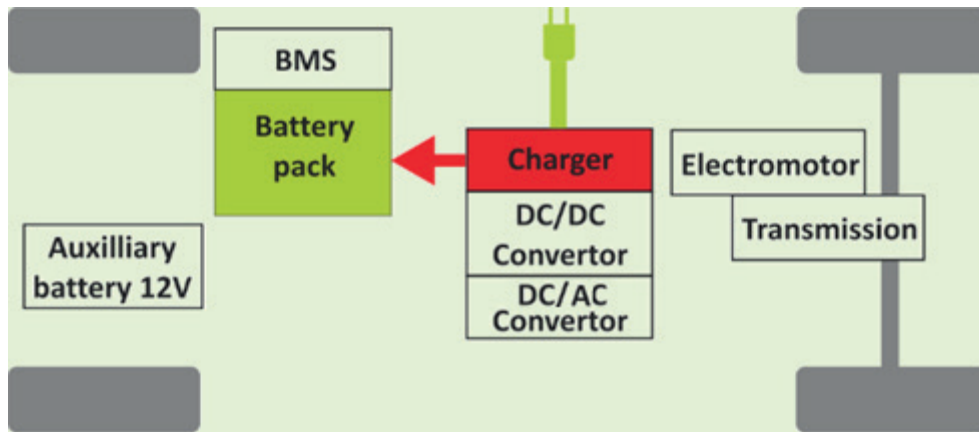 BMS
Battery
pack
Charger
Electromotor
DC/DC
Convertor
Transmission
Auxilliary
battery 12V
DC/AC
Convertor